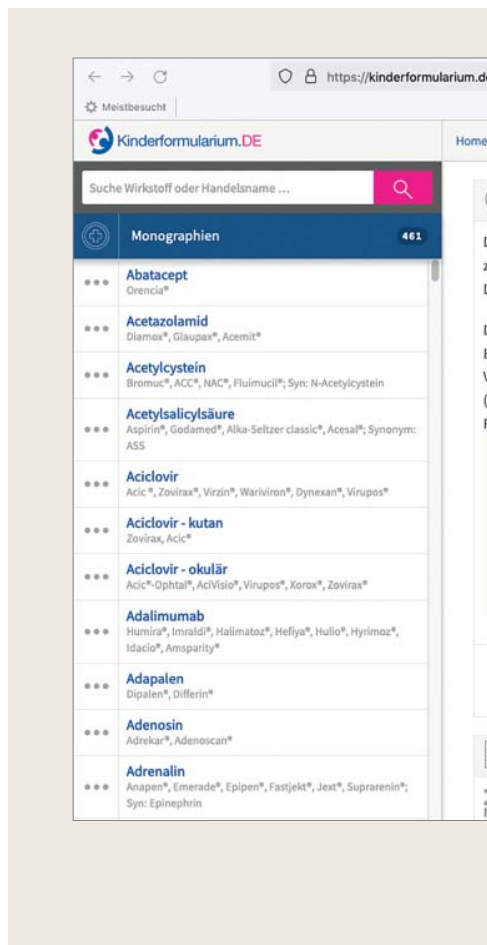 https://kinderformularium.de
Meistbesucht
Kinderformularium.DE
Home
Suche Wirkstoff oder Handelsname ...
Monographien 461
Abatacept
Orencia®
Acetazolamid
Diamox®, Glaupax®, Acemit®
Acetylcystein
Bromuc®, ACC®, NAC®, Fluimucil®; Syn: N-Acetylcystein
Acetylsalicylsäure
Aspirin®, Godamed®, Alka-Seltzer classic®, Acesal®; Synonym:
ASS
Aciclovir
Acic ®, Zovirax®, Virzin®, Wariviron®, Dynexan®, Virupos®
Aciclovir - kutan
Zovirax, Acic®
Aciclovir - okulär
Acic®-Ophtal®, AciVisio®, Virupos®, Xorox®, Zovirax®
Adalimumab
Humira®, Imraldi®, Halimatoz®, Hefiya®, Hulio®, Hyrimoz®,
Idacio®, Amsparity®
Adapalen
Dipalen®, Differin®
Adenosin
Adrekar®, Adenoscan®
Adrenalin
Anapen®, Emerade®, Epipen®, Fastjekt®, Jext®, Suprarenin®;
Syn: Epinephrin